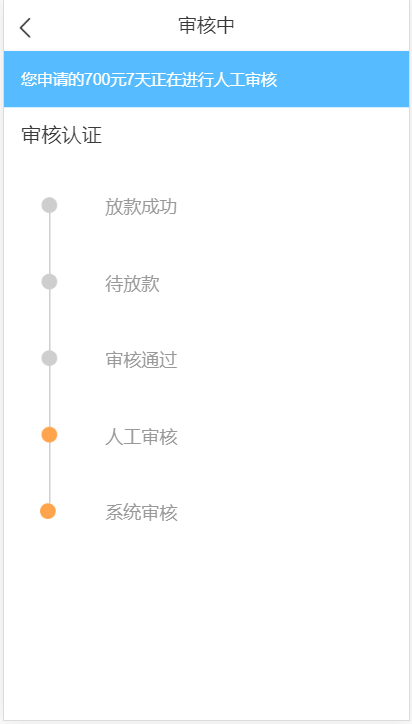 审核中
您申请的700元7天正在进行人工审核
审核认证
放款成功
待放款
审核通过
人工审核
系统审核